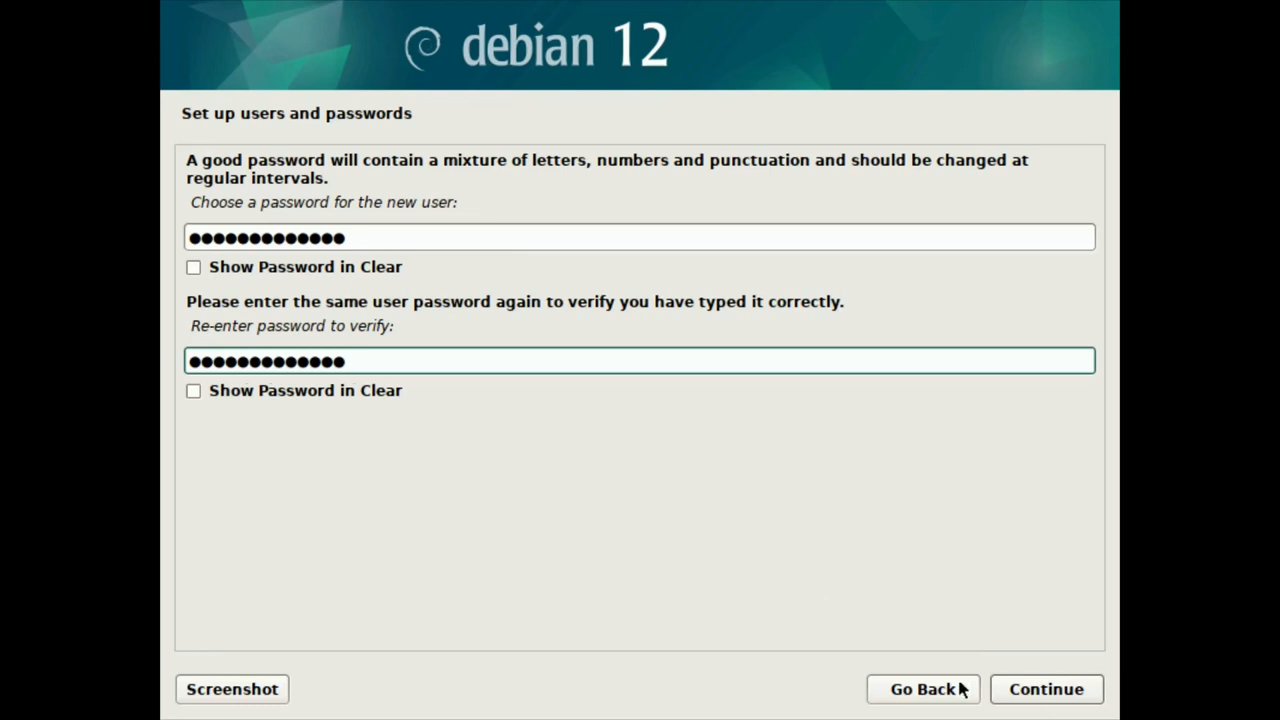 debian 12
Set up users and passwords
A good password will contain a mixture of letters, numbers and punctuation and should be changed at
regular intervals.
Choose a password for the new user:
●●●●●●●●●●●●●
Show Password in Clear
Please enter the same user password again to verify you have typed it correctly.
Re-enter password to verify:
●●●●●●●●●●●●●
Show Password in Clear
Screenshot
Go Back
Continue